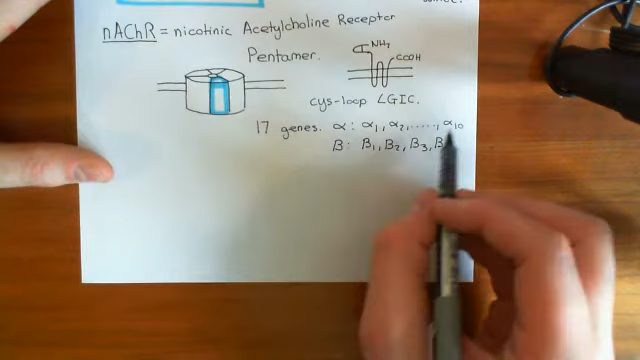 nAChR = nicotinic Acetylcholine Receptor
Pentamer.
NH₂
COOH
cys-loop LGIC.
17 genes. α : α₁, α₂, ....., α₁₀
β : β₁, β₂, β₃, β